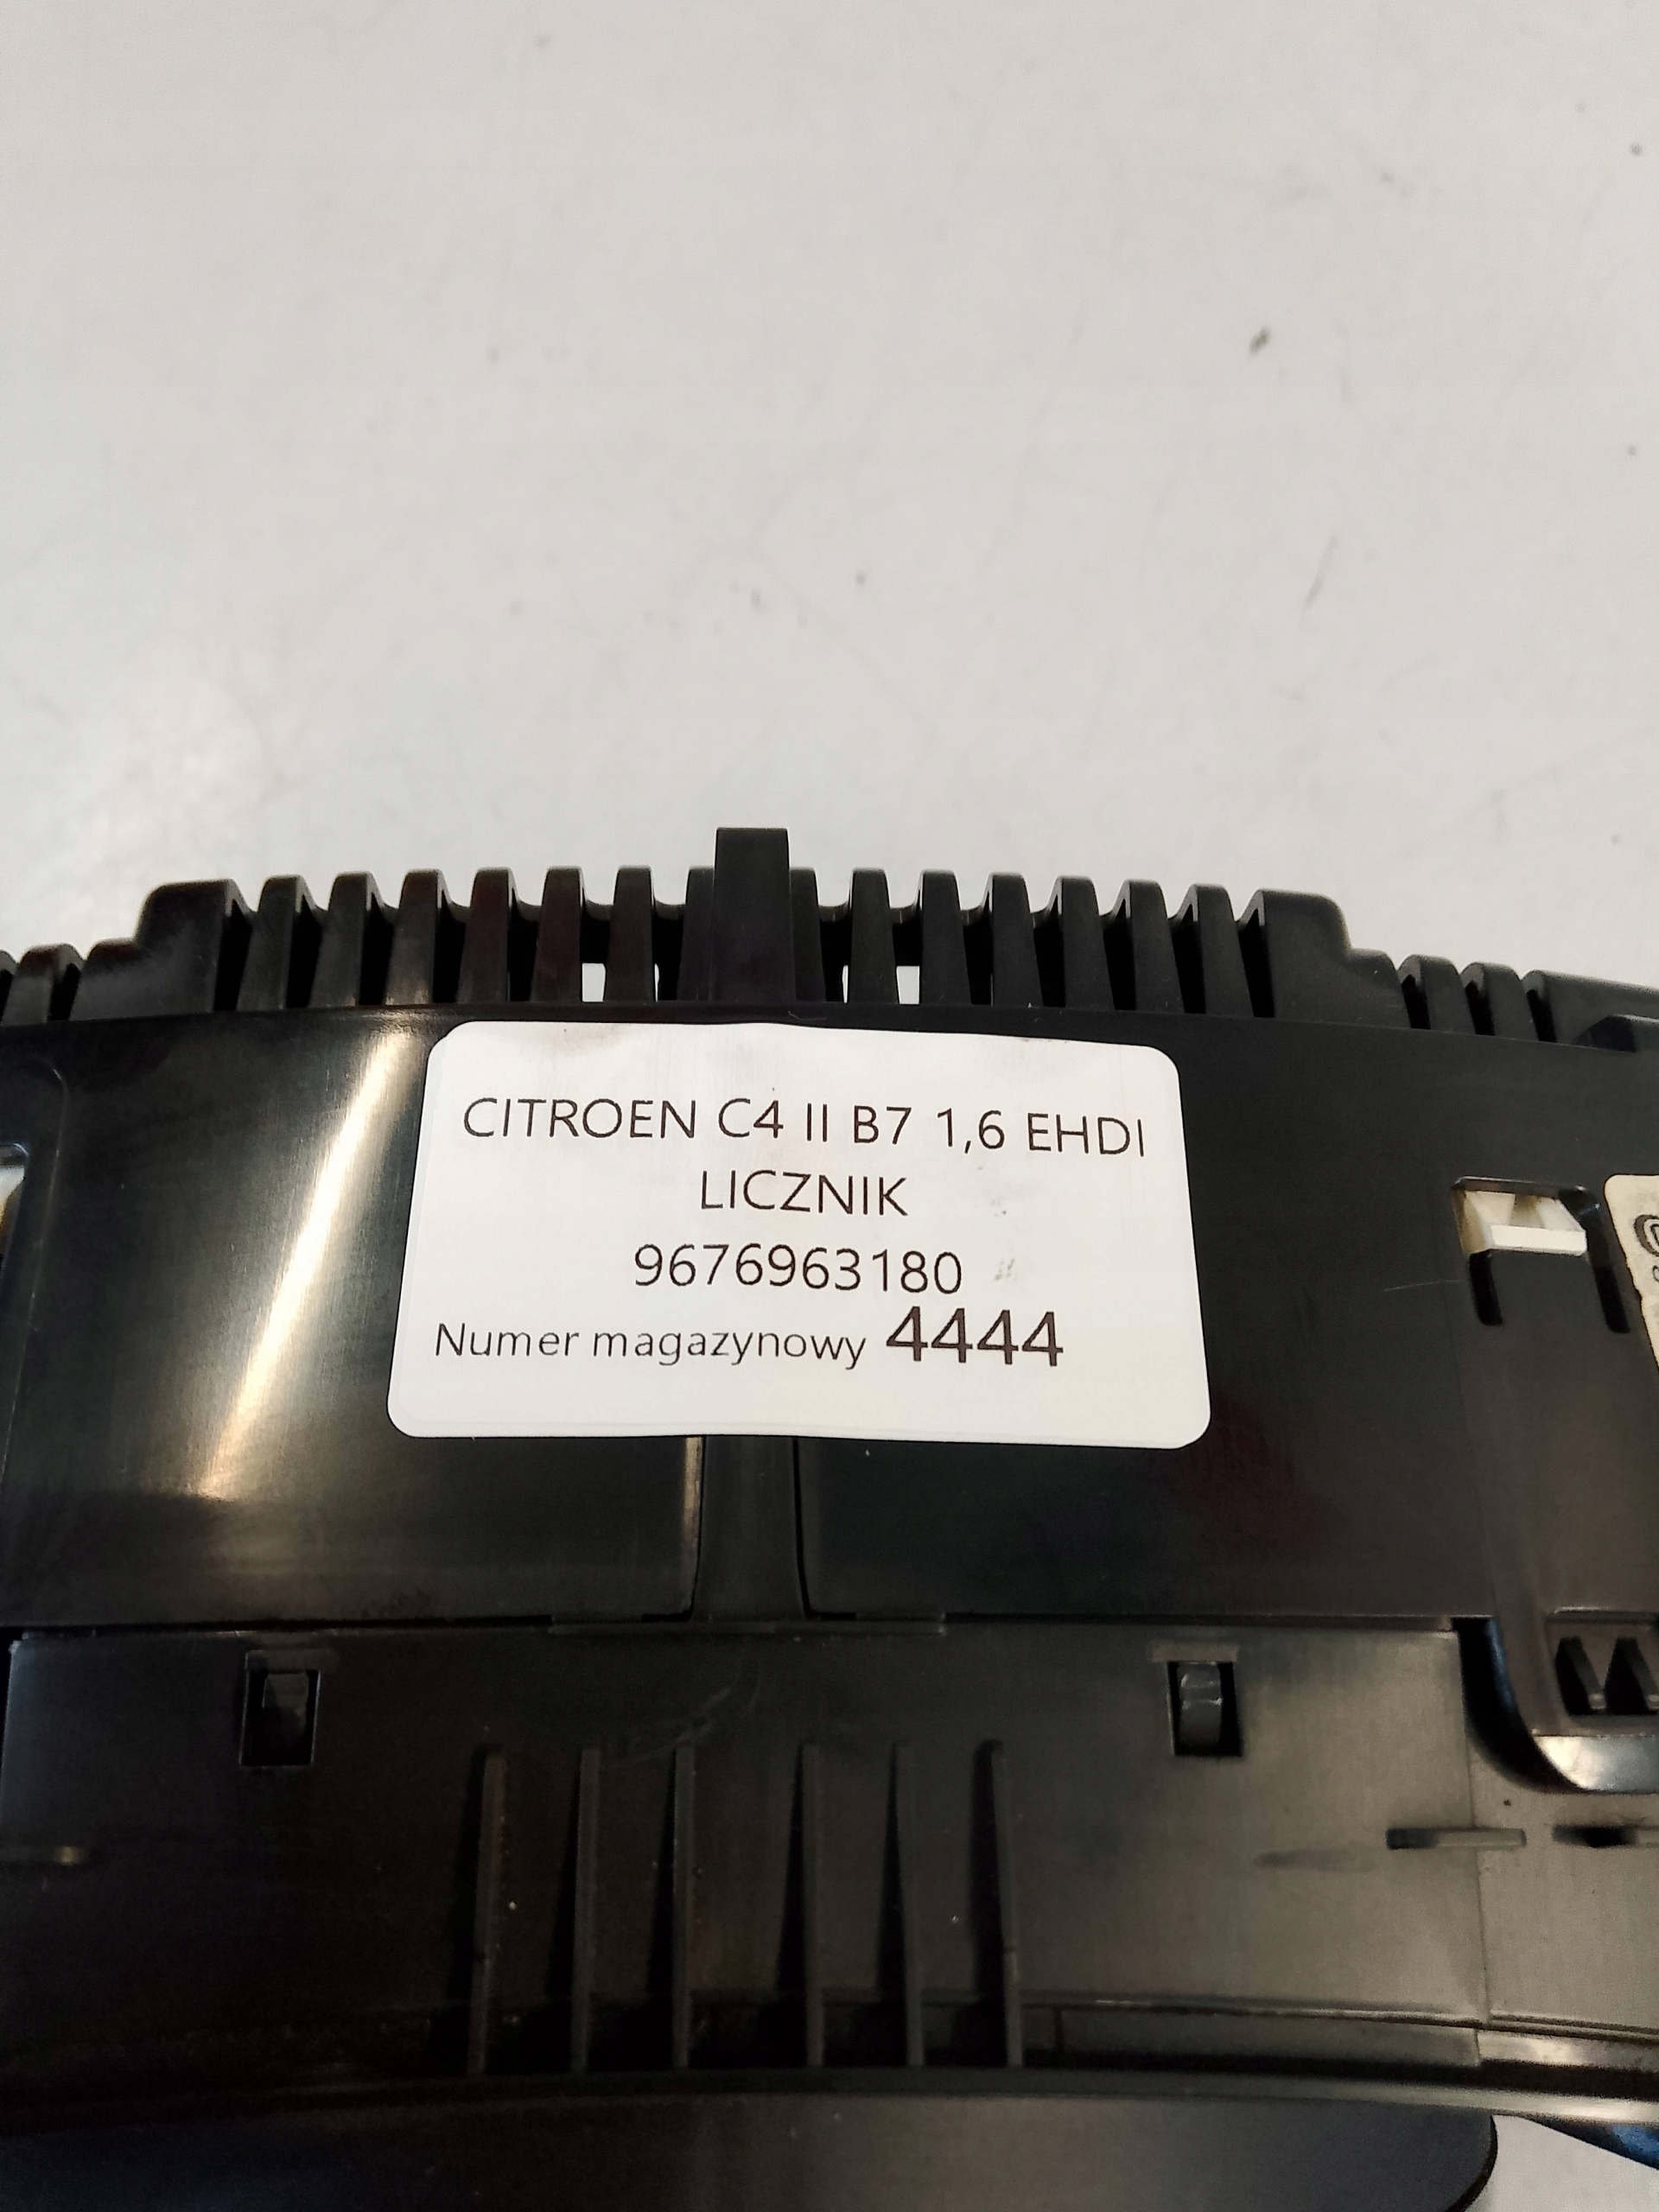 CITROEN C4 II B7 1,6 EHDI
LICZNIK
9676963180
Numer magazynowy 4444